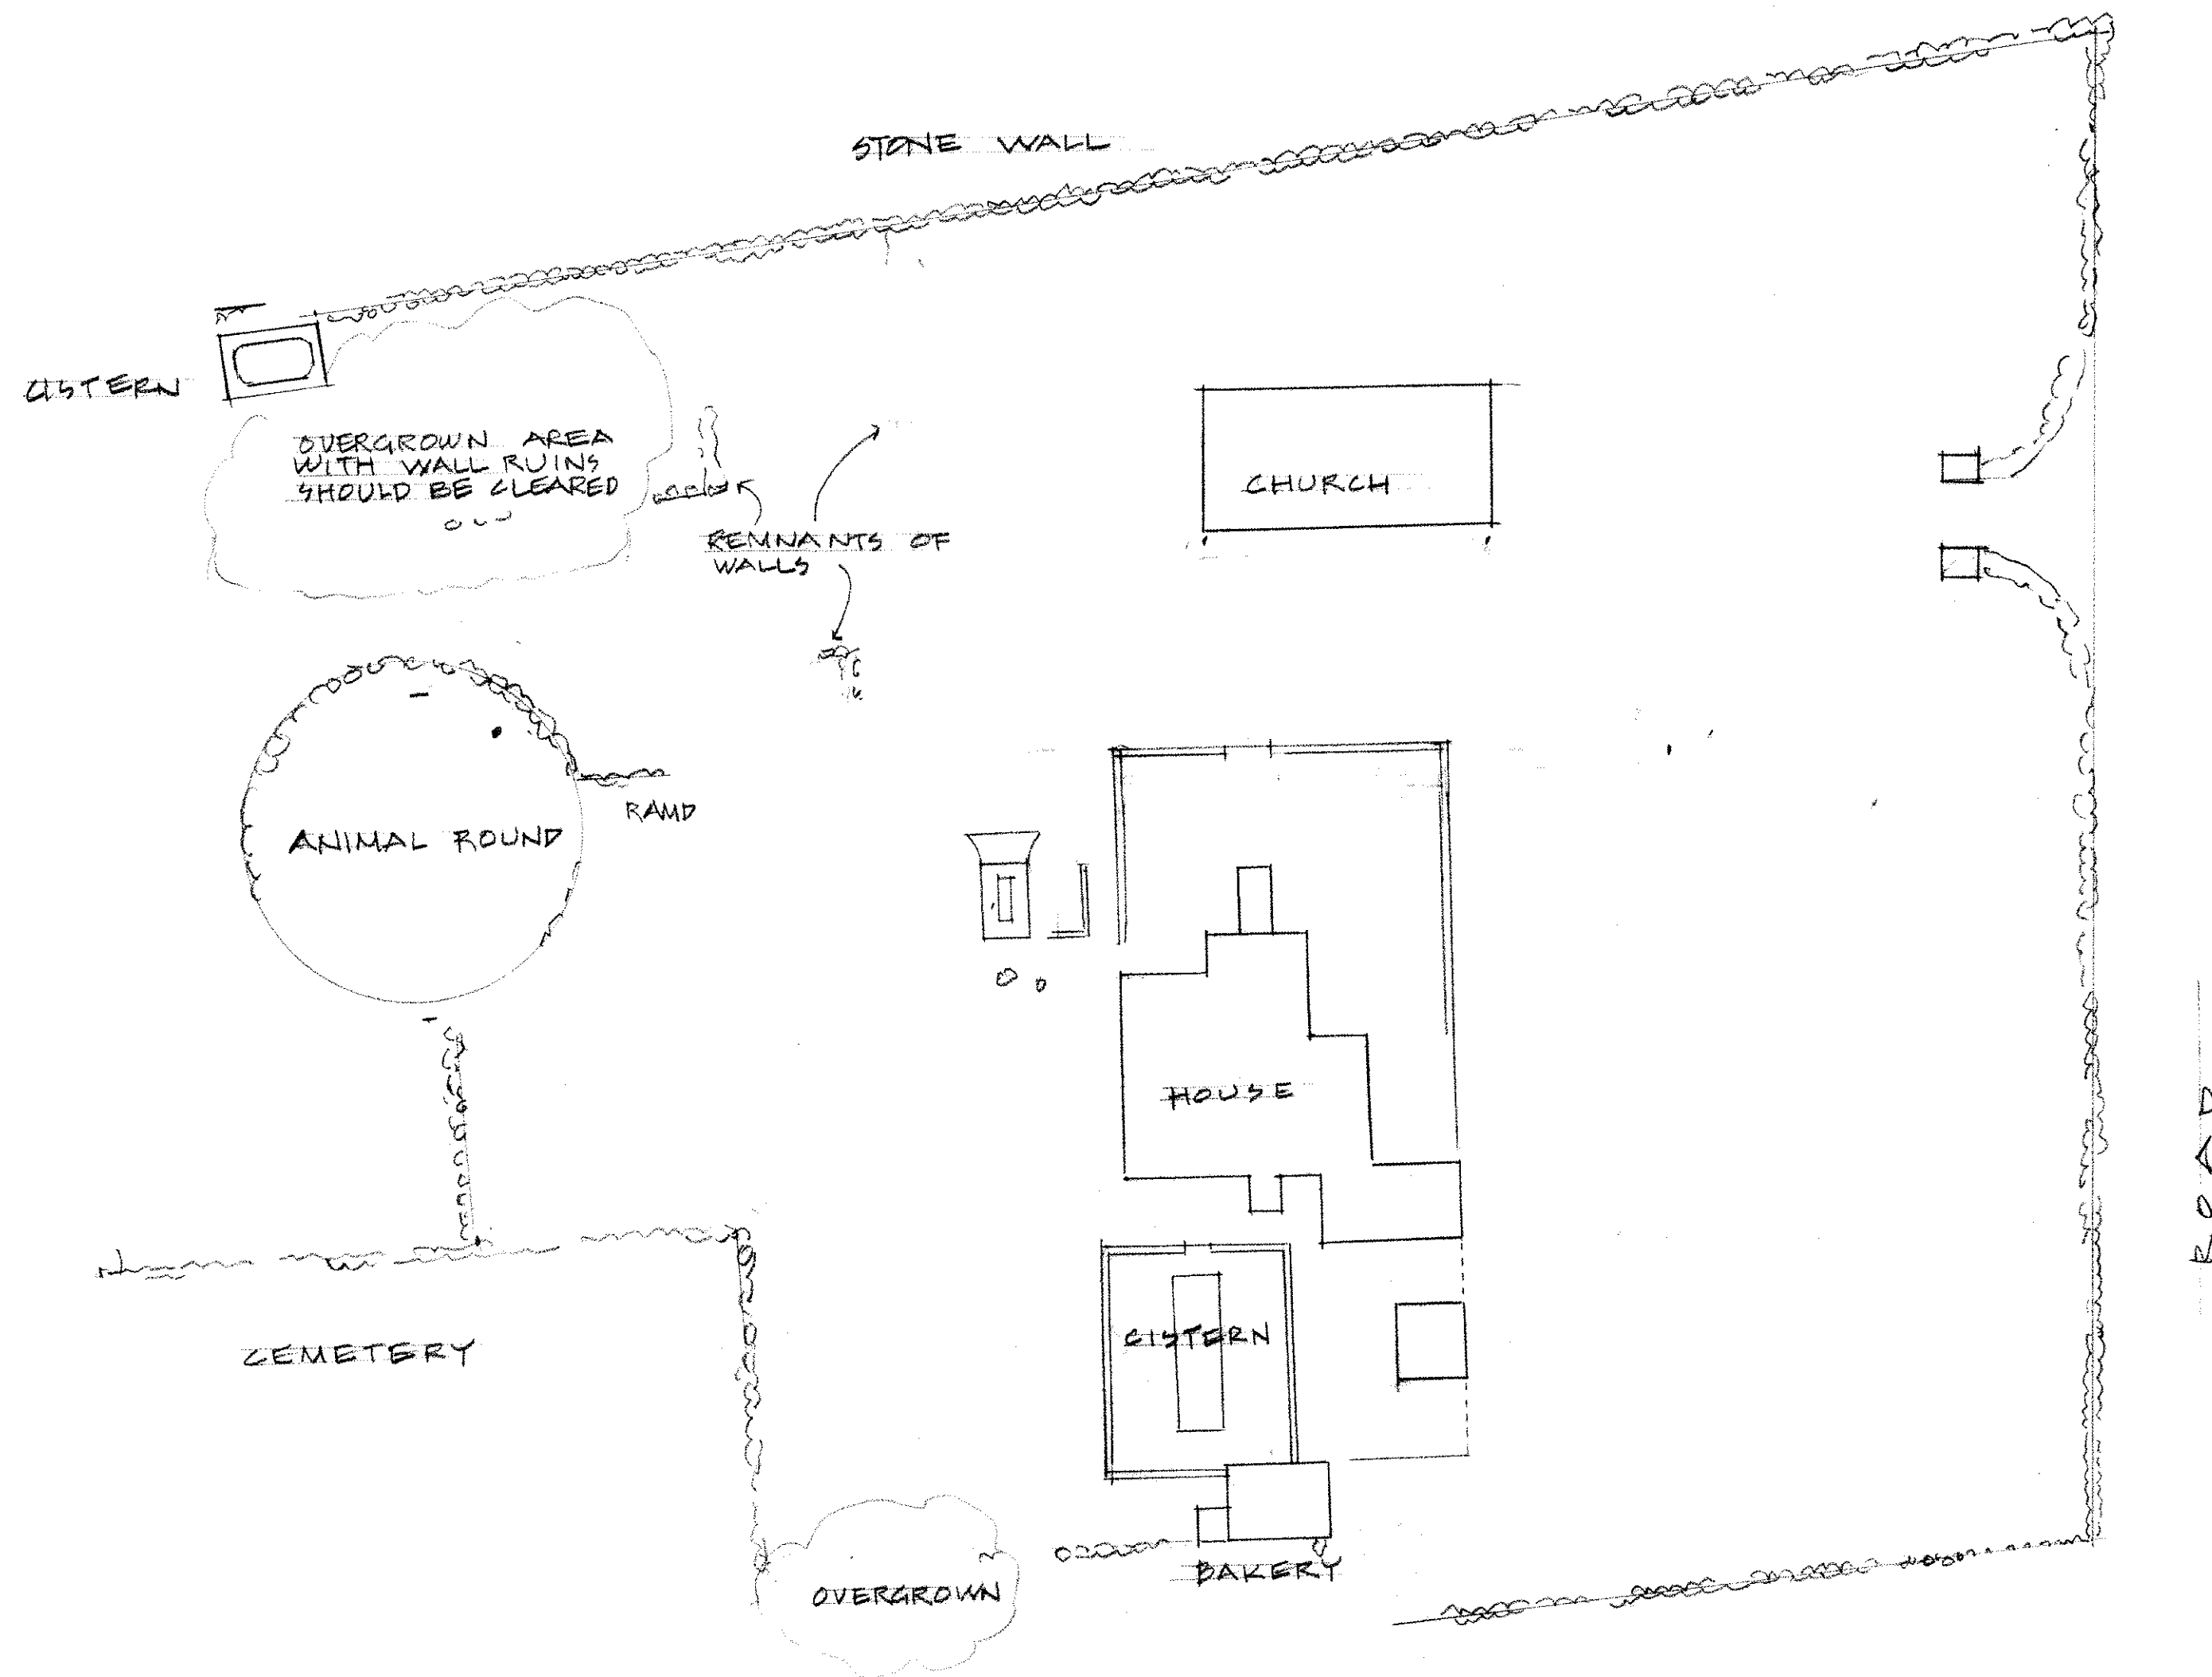 STONE WALL
CISTERN
OVERGROWN AREA
WITH WALL RUINS
SHOULD BE CLEARED
OUT
REMNANTS OF
WALLS
CHURCH
RAMP
ANIMAL ROUND
HOUSE
ROAD
CISTERN
CEMETERY
BAKERY
OVERGROWN